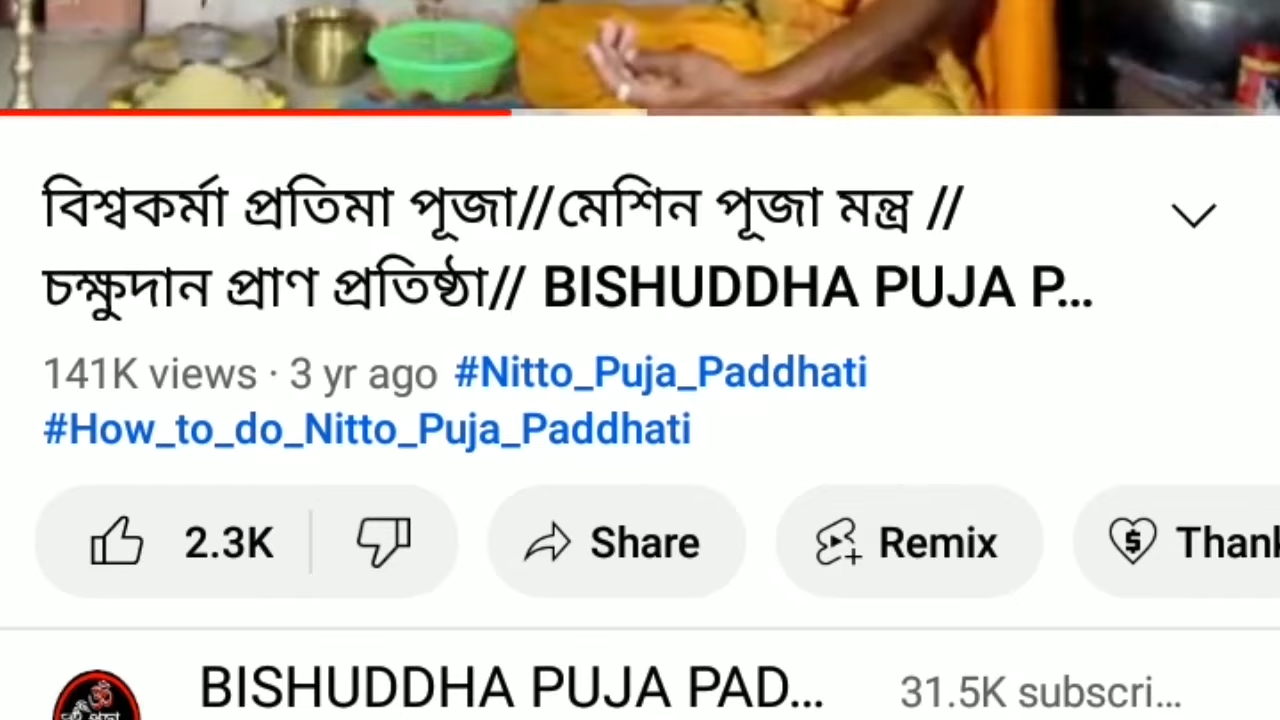 বিশ্বকর্মা প্রতিমা পূজা//মেশিন পূজা মন্ত্র //
চক্ষুদান প্রাণ প্রতিষ্ঠা// BISHUDDHA PUJA P...
141K views · 3 yr ago #Nitto_Puja_Paddhati
#How_to_do_Nitto_Puja_Paddhati
2.3K Share Remix Thank
BISHUDDHA PUJA PAD... 31.5K subscri...